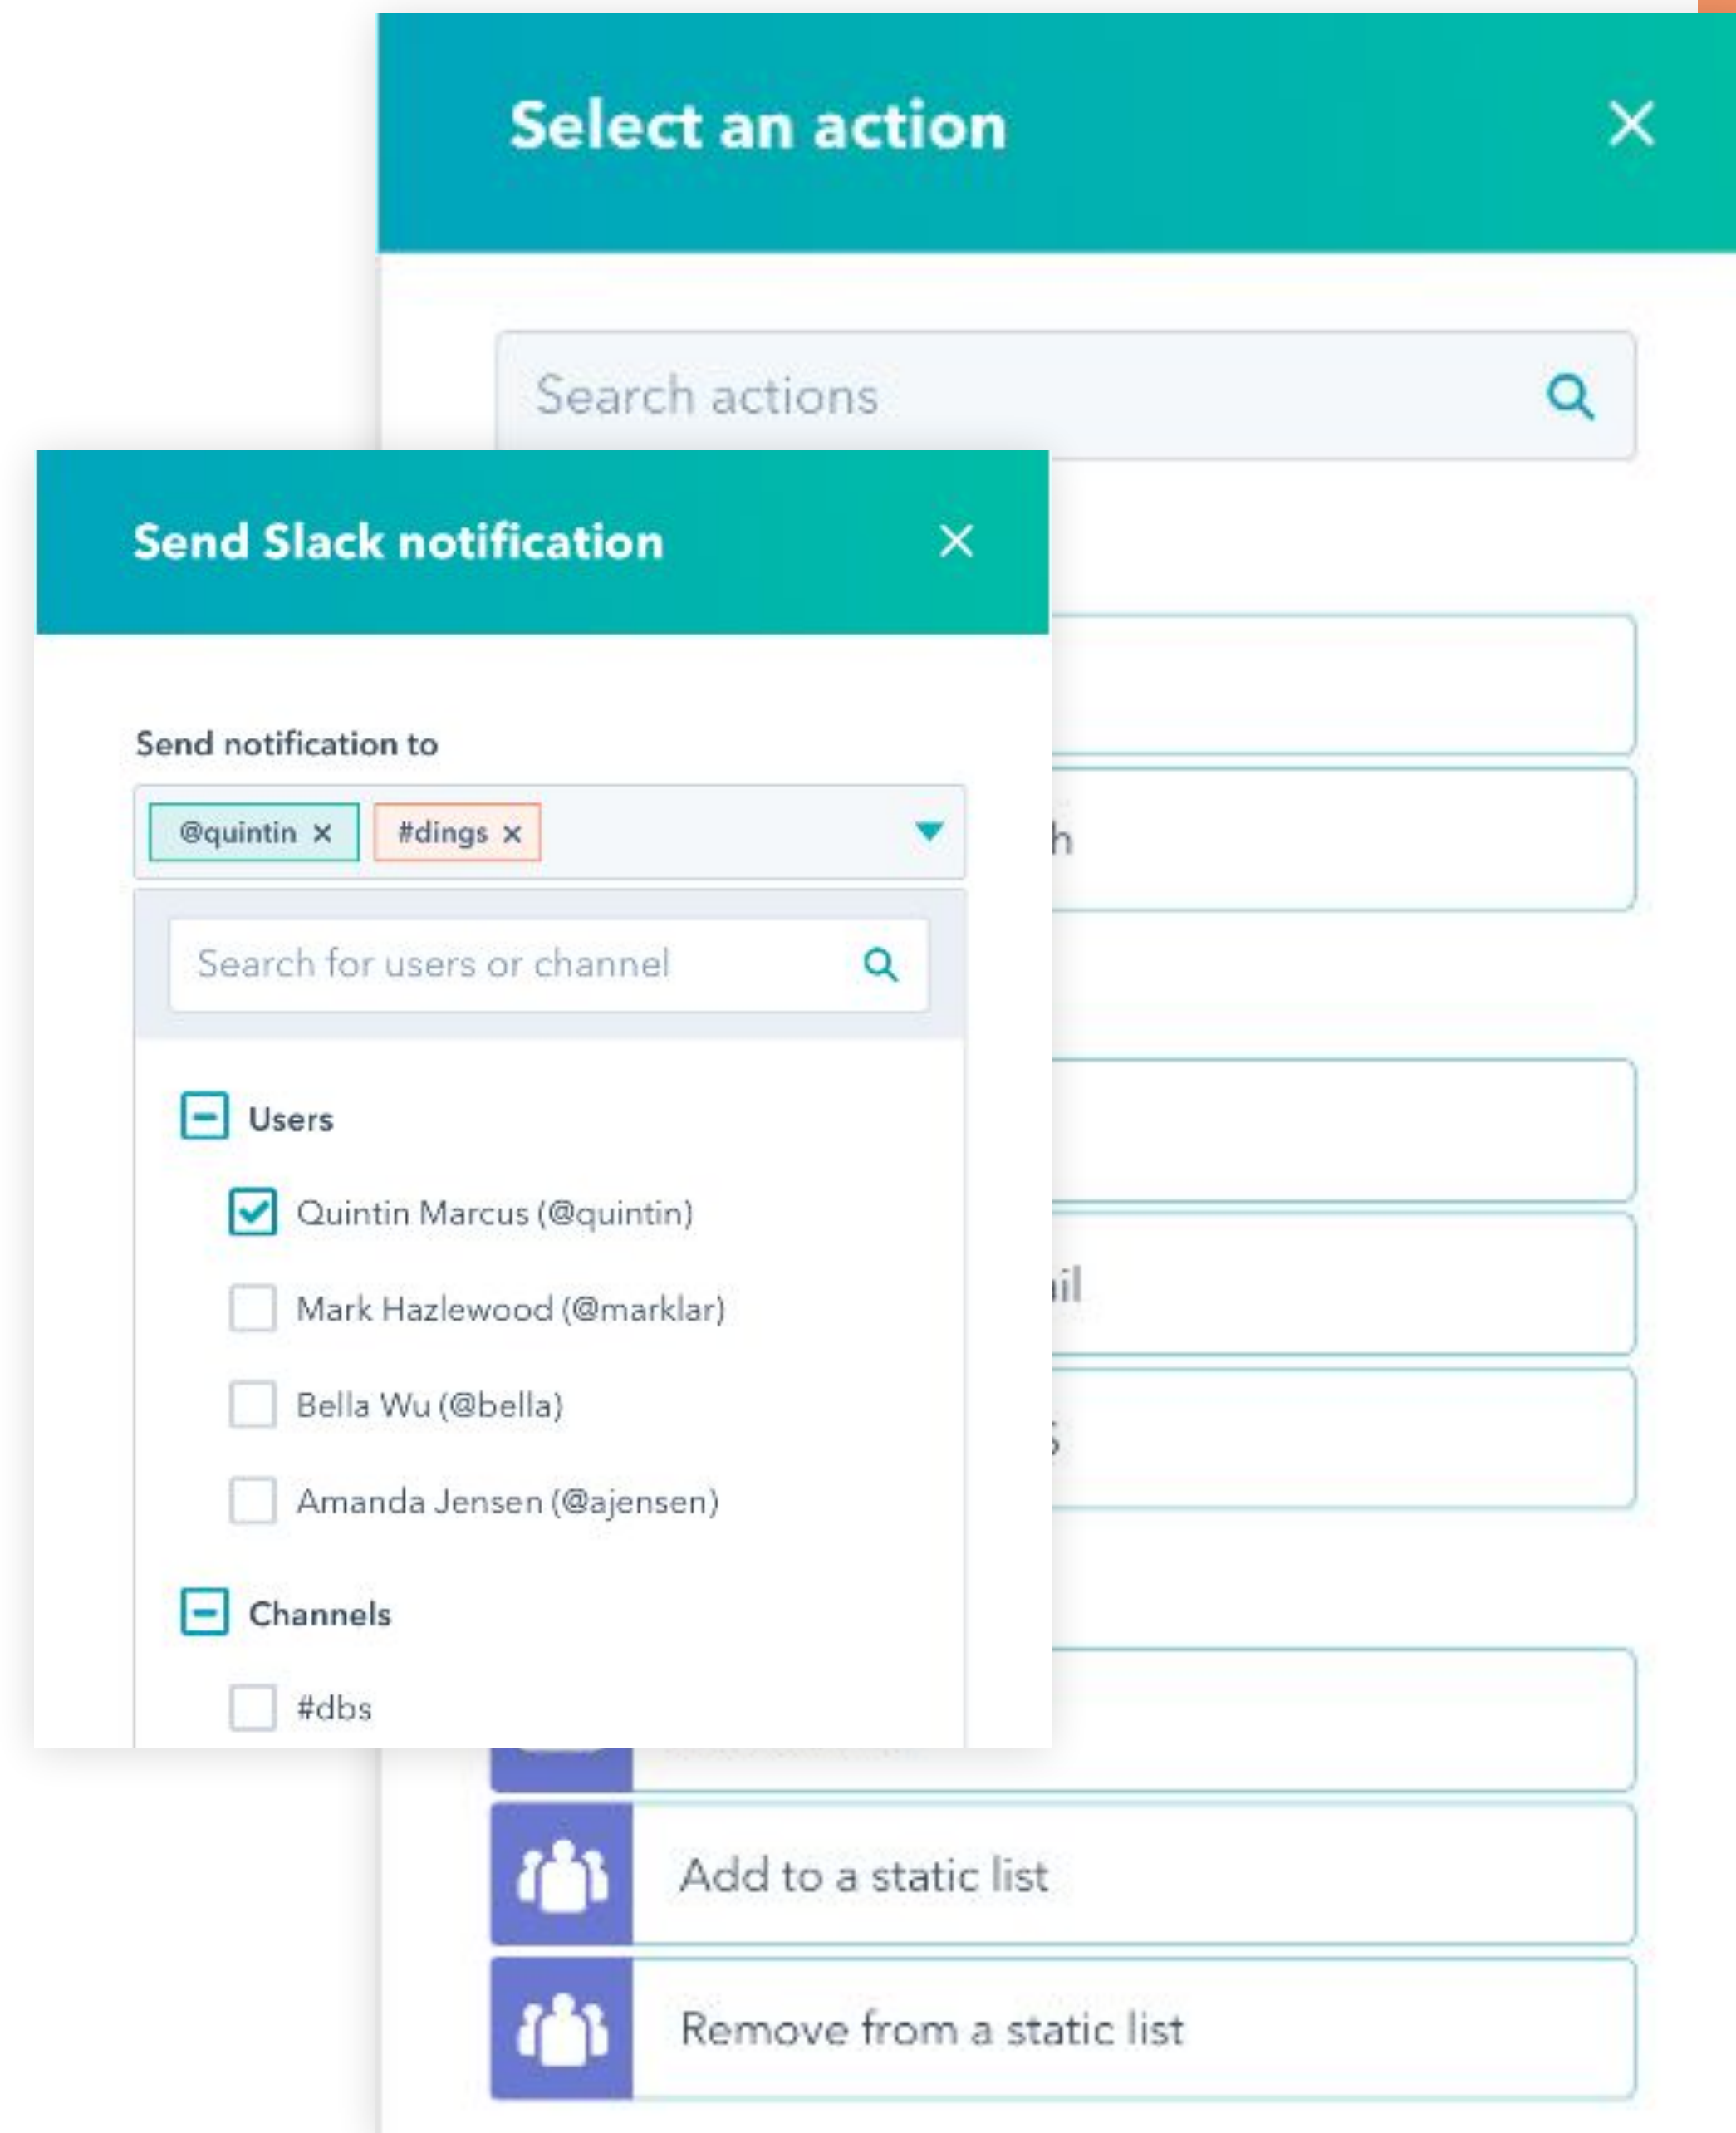 Select an action
Search actions
Send Slack notification
Send notification to
@quintin
#dings
Search for users or channel
Users
Quintin Marcus (@quintin)
Mark Hazlewood (@marklar)
Bella Wu (@bella)
Amanda Jensen (@ajensen)
Channels
#dbs
Add to a static list
Remove from a static list